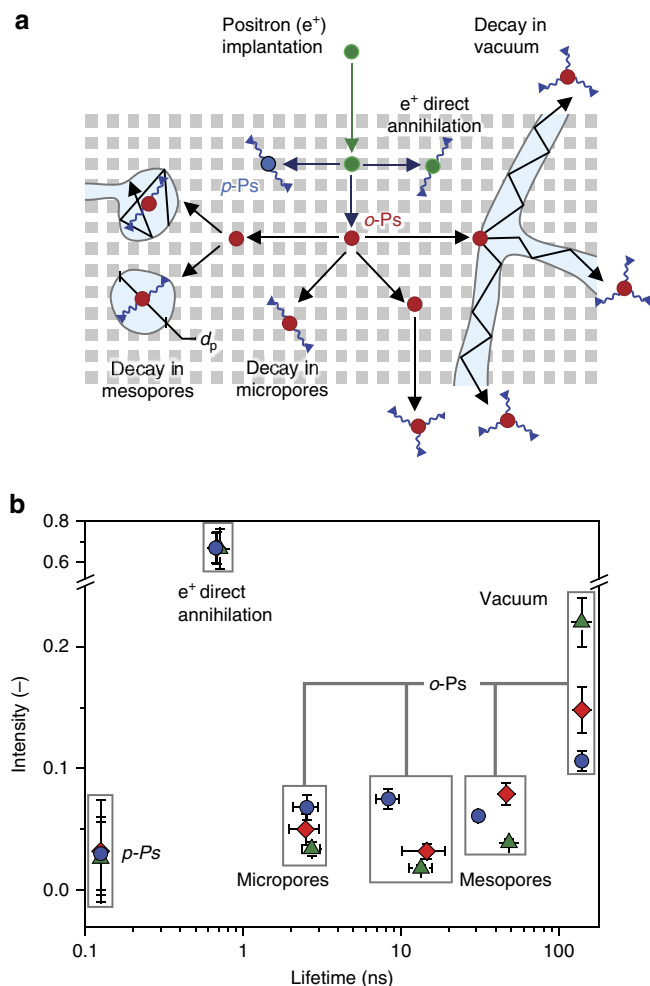 a
Positron (e+)
implantation
Decay in
vacuum
e+ direct
annihilation
p-Ps
o-Ps
dp
Decay in
mesopores
Decay in
micropores
b
0.8
0.6
0.2
0.1
0.0
Intensity (–)
e+ direct
annihilation
Vacuum
o-Ps
p-Ps
Micropores
Mesopores
0.1
1
10
100
Lifetime (ns)